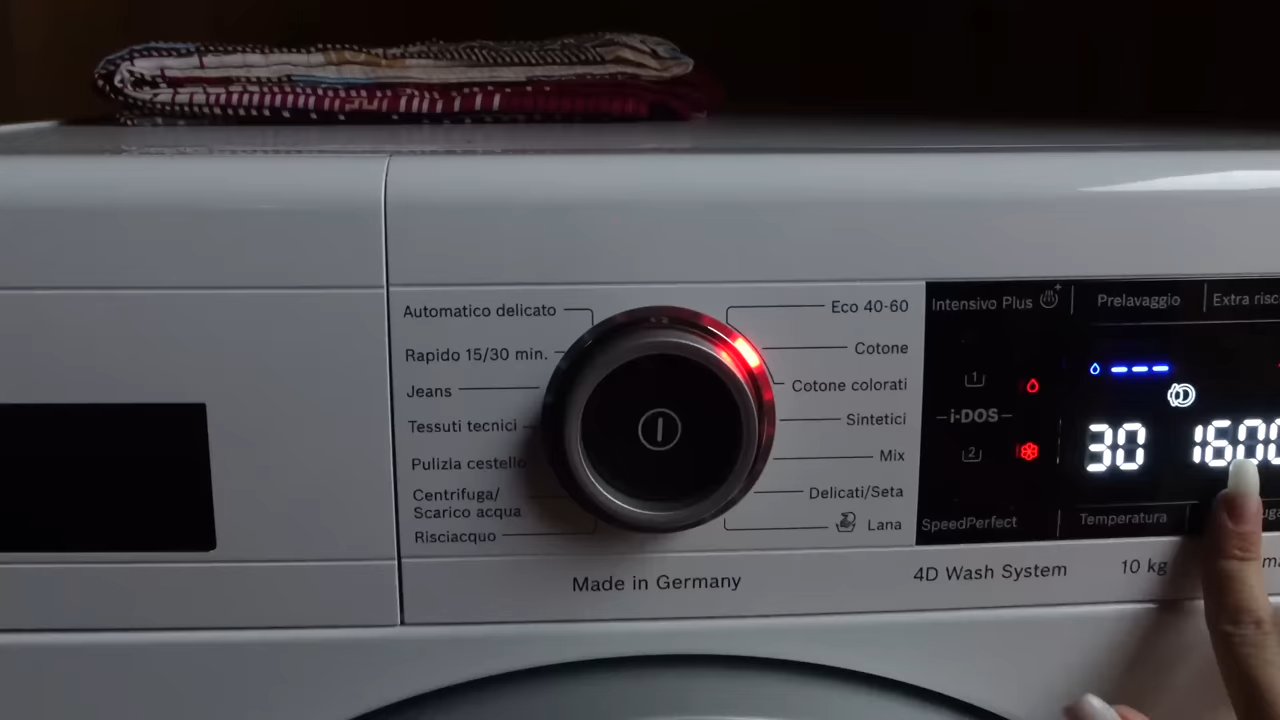 Automatico delicato
Rapido 15/30 min.
Jeans
Tessuti tecnici
Pulizia cestello
Centrifuga/
Scarico acqua
Risciacquo
Eco 40-60
Cotone
Cotone colorati
Sintetici
Mix
Delicati/Seta
Lana
Made in Germany
Intensivo Plus
Prelavaggio
Extra
1
i-DOS
2
30
1600
SpeedPerfect
Temperatura
4D Wash System
10 kg